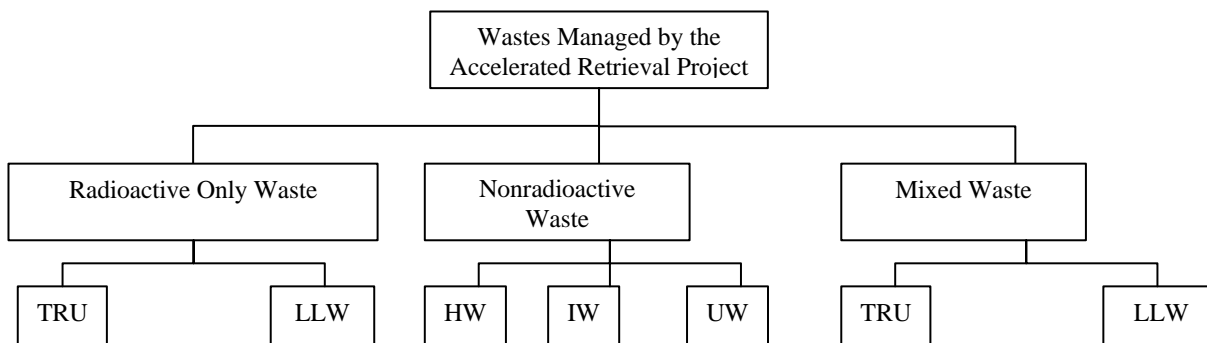 Wastes Managed by the
Accelerated Retrieval Project
Radioactive Only Waste
Nonradioactive
Waste
Mixed Waste
TRU
LLW
HW
IW
UW
TRU
LLW